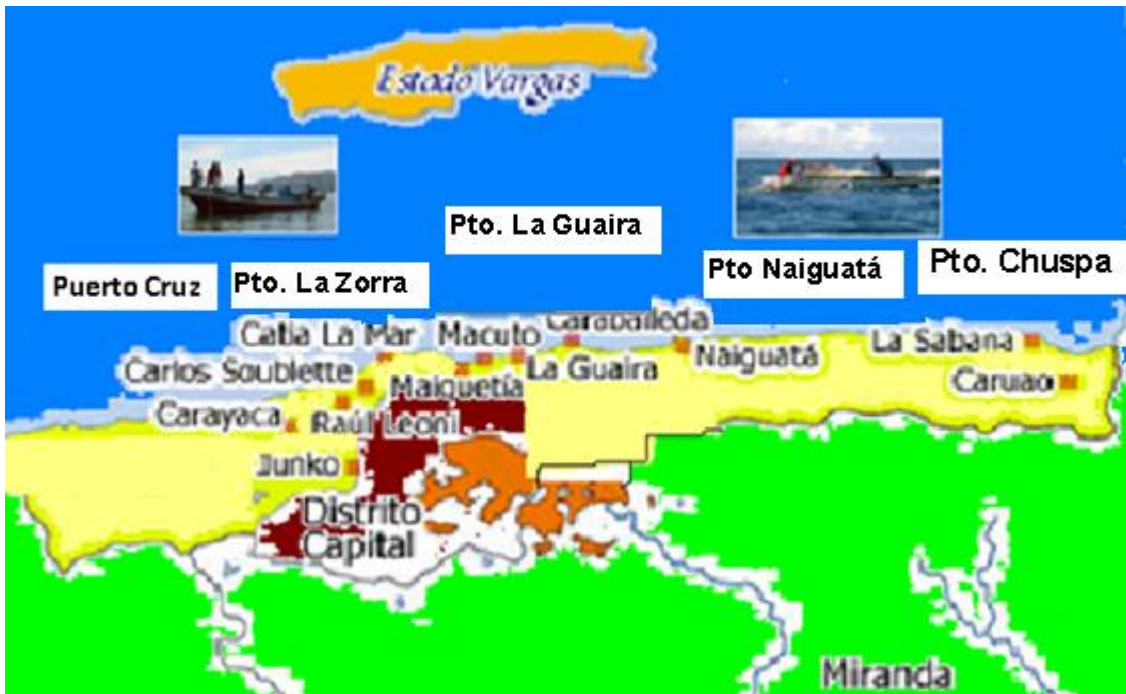 Estado Vargas
Pto. La Guaira
Puerto Cruz
Pto. La Zorra
Pto Naiguatá
Pto. Chuspa
Catia La Mar
Macuto
Caraballeda
Carlos Soublette
Maiquetía
La Guaira
Naiguatá
La Sabana
Caruao
Carayaca
Raúl Leoni
Junko
Distrito
Capital
Miranda